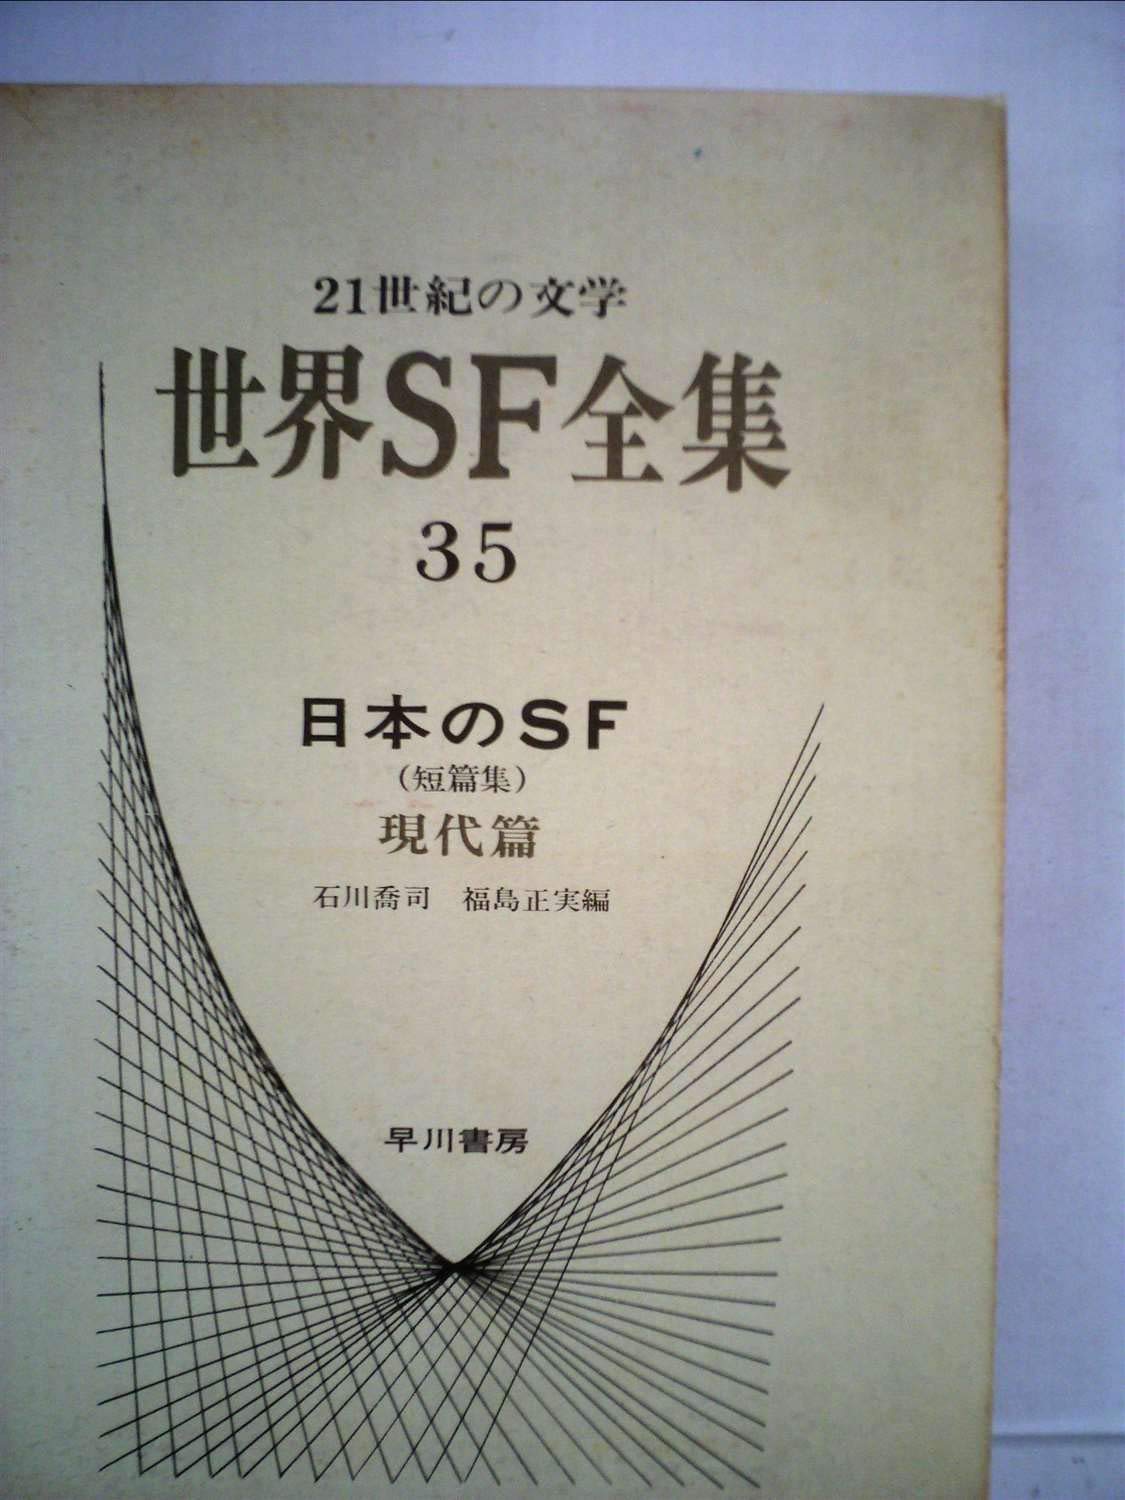 21世紀の文学
世界SF全集
35
日本のSF
(短篇集)
現代篇
石川喬司 福島正実編
早川書房